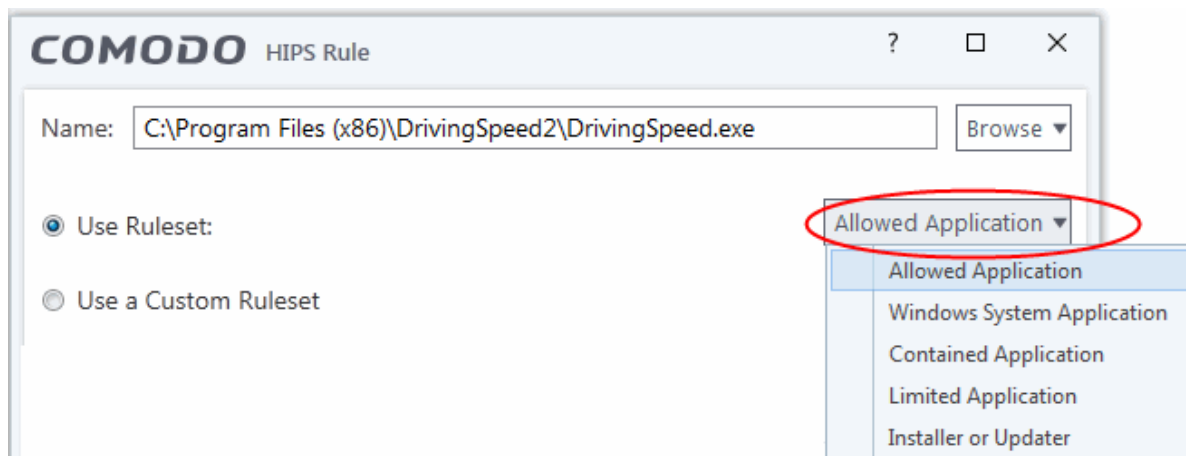 COMODO HIPS Rule ?
Name: C:\Program Files (x86)\DrivingSpeed2\DrivingSpeed.exe Browse
Use Ruleset: Allowed Application
Allowed Application
Use a Custom Ruleset
Windows System Application
Contained Application
Limited Application
Installer or Updater